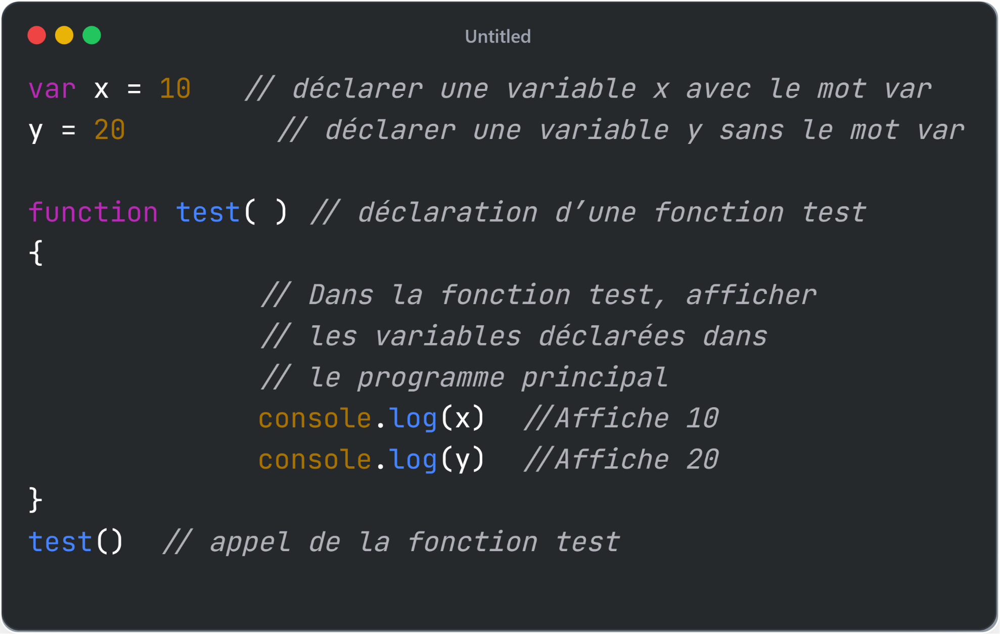 Untitled
var x = 10 // déclarer une variable x avec le mot var
y = 20 // déclarer une variable y sans le mot var
function test( ) // déclaration d’une fonction test
{
// Dans la fonction test, afficher
// les variables déclarées dans
// le programme principal
console.log(x) //Affiche 10
console.log(y) //Affiche 20
}
test() // appel de la fonction test